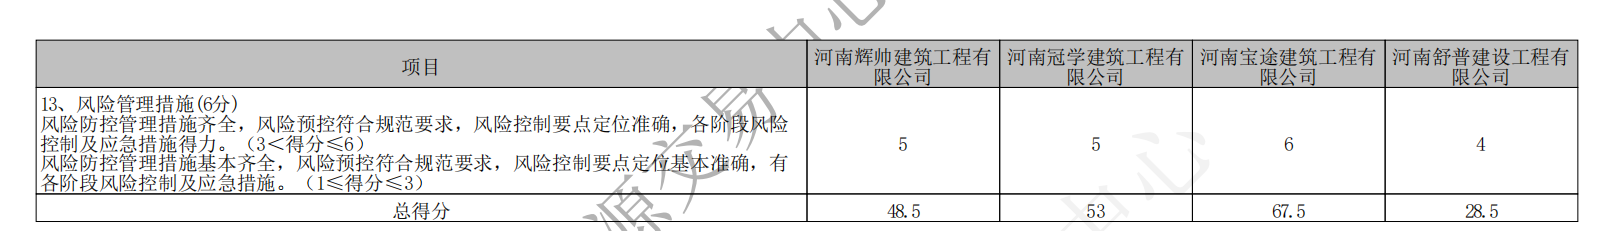 项目
河南辉帅建筑工程有
限公司
河南冠学建筑工程有
限公司
河南宝途建筑工程有
限公司
河南舒普建设工程有
限公司
13、风险管理措施(6分)
风险防控管理措施齐全，风险预控符合规范要求，风险控制要点定位准确，各阶段风险
控制及应急措施得力。（3＜得分≤6）
风险防控管理措施基本齐全，风险预控符合规范要求，风险控制要点定位基本准确，有
各阶段风险控制及应急措施。（1≤得分≤3）
5
5
6
4
总得分
48.5
53
67.5
28.5
源交易中心
中心